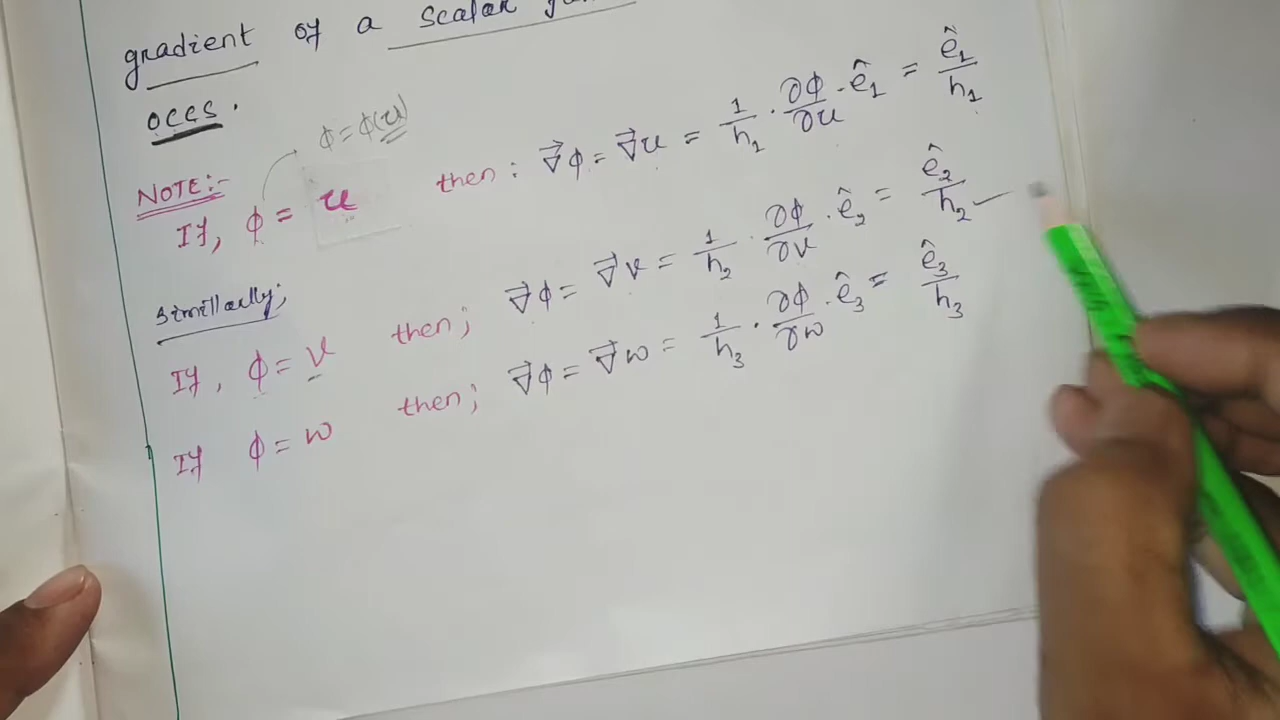 gradient of a scalar
OCCS.
φ = φ(u)
NOTE:-
If, φ = u then: ∇⃗φ = ∇⃗u = 1/h₁ · ∂φ/∂u · ê₁ = ê₁/h₁
Similarly;
If, φ = v then; ∇⃗φ = ∇⃗v = 1/h₂ · ∂φ/∂v · ê₂ = ê₂/h₂
If φ = w then; ∇⃗φ = ∇⃗w = 1/h₃ · ∂φ/∂w · ê₃ = ê₃/h₃